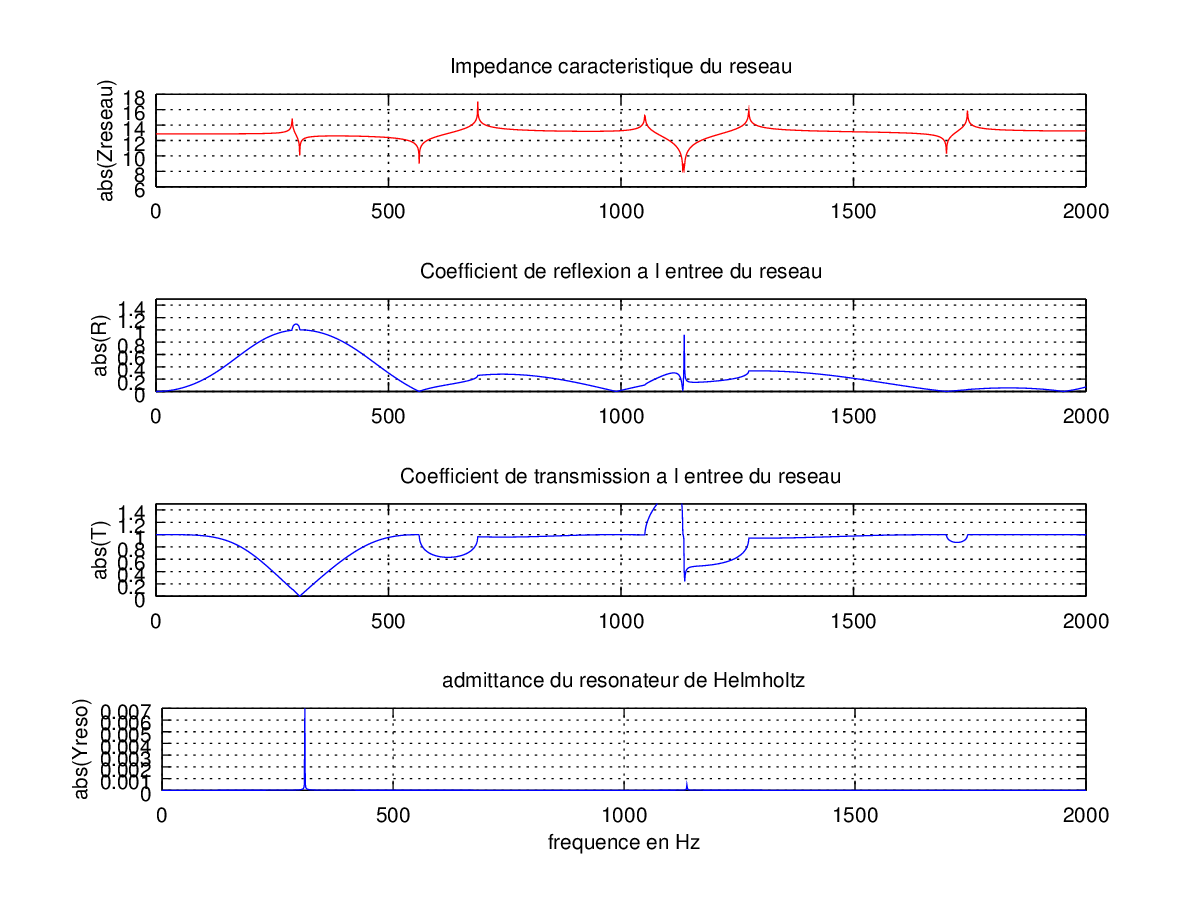 Impedance caracteristique du reseau
abs(Zreseau)
18
16
14
12
10
8
6
0 500 1000 1500 2000
Coefficient de reflexion a l entree du reseau
abs(R)
1.4
1.2
1
0.8
0.6
0.4
0.2
0
0 500 1000 1500 2000
Coefficient de transmission a l entree du reseau
abs(T)
1.4
1.2
1
0.8
0.6
0.4
0.2
0
0 500 1000 1500 2000
admittance du resonateur de Helmholtz
abs(Yreso)
0.007
0.006
0.005
0.004
0.003
0.002
0.001
0
0 500 1000 1500 2000
frequence en Hz